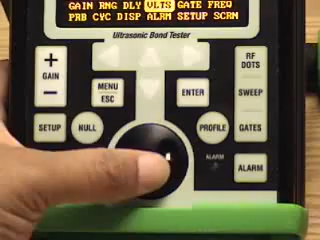 GAIN RNG DLY VLTS GATE FREQ
PRB CYC DISP ALRM SETUP SCRM
Ultrasonic Bond Tester
+
GAIN
−
MENU
ESC
ENTER
RF
DOTS
SWEEP
SETUP
NULL
PROFILE
GATES
ALARM
ALARM